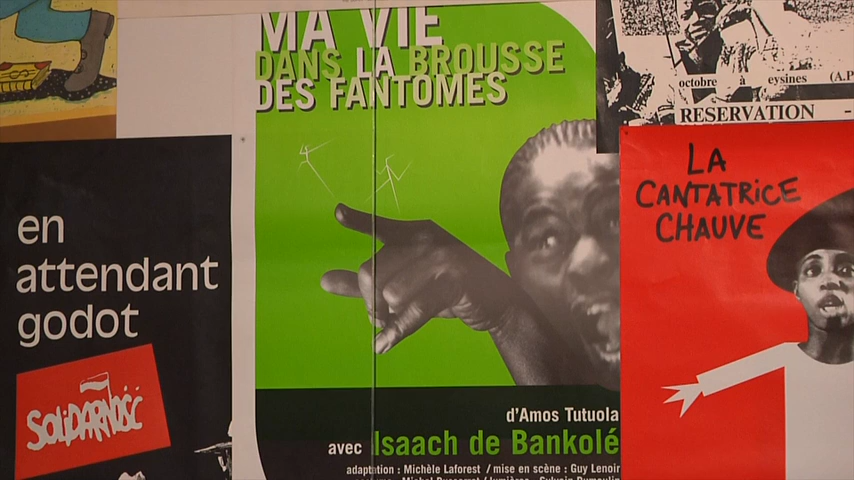 MA VIE
DANS LA BROUSSE
DES FANTOMES
d'Amos Tutuola
avec Isaach de Bankolé
adaptation : Michèle Laforest / mise en scène : Guy Lenoir
en
attendant
godot
SOLIDARNOŚĆ
octobre à eysines (A.P
RESERVATION -
LA
CANTATRICE
CHAUVE